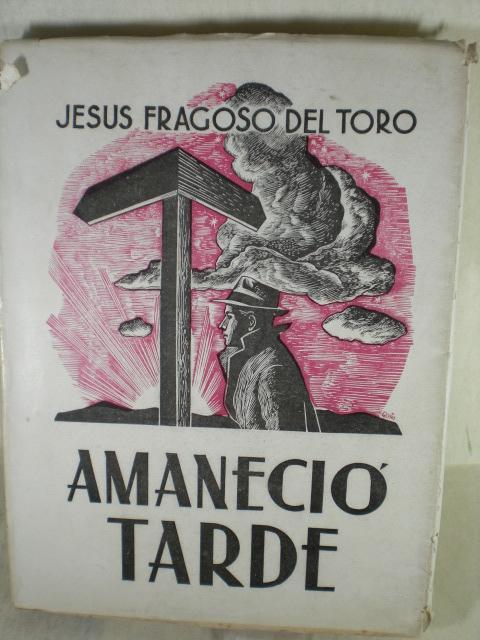 JESUS FRAGOSO DEL TORO
AMANECIÓ
TARDE